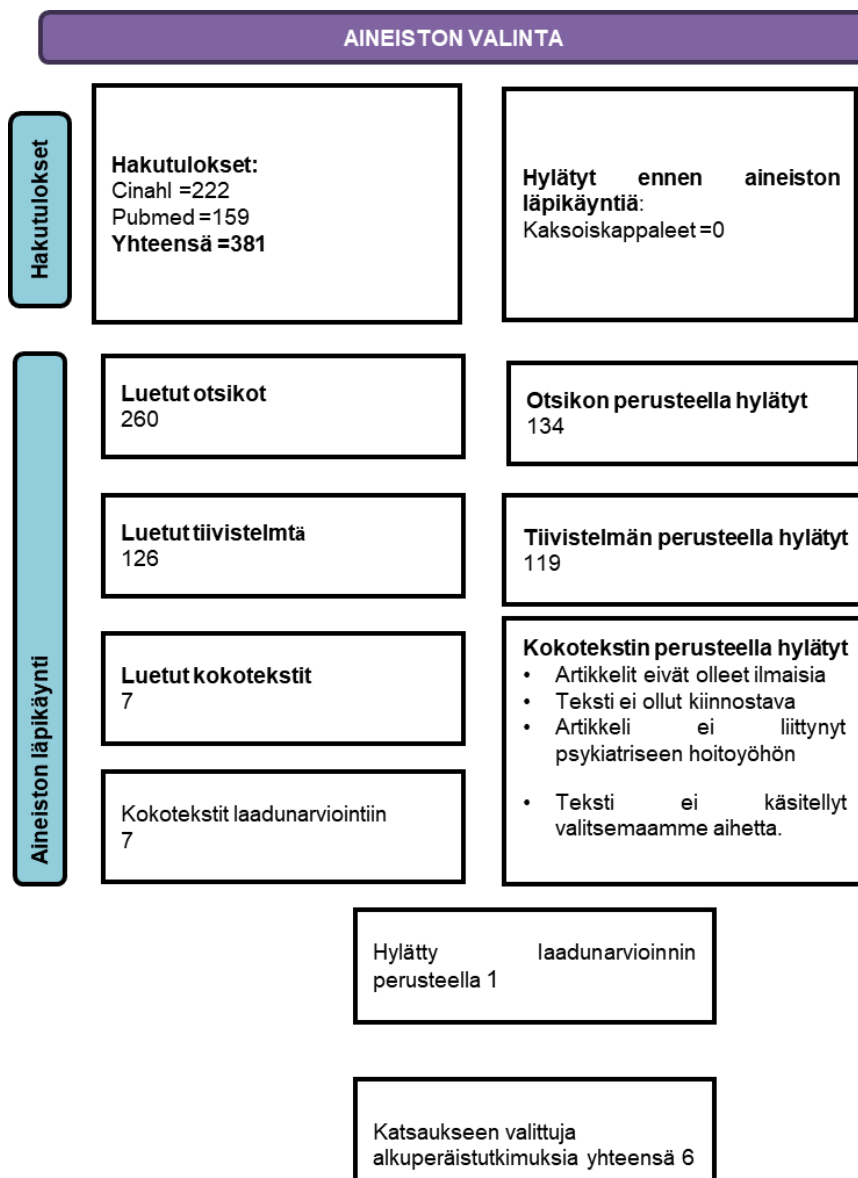 AINEISTON VALINTA
Hakutulokset
Hakutulokset:
Cinahl =222
Pubmed =159
Yhteensä =381
Hylätyt ennen aineiston
läpikäyntiä:
Kaksoiskappaleet =0
Aineiston läpikäynti
Luetut otsikot
260
Otsikon perusteella hylätyt
134
Luetut tiivistelmtä
126
Tiivistelmän perusteella hylätyt
119
Luetut kokotekstit
7
Kokotekstin perusteella hylätyt
• Artikkelit eivät olleet ilmaisia
• Teksti ei ollut kiinnostava
• Artikkeli ei liittynyt
psykiatriseen hoitoyöhön
• Teksti ei käsitellyt
valitsemaamme aihetta.
Kokotekstit laadunarviointiin
7
Hylätty laadunarvioinnin
perusteella 1
Katsaukseen valittuja
alkuperäistutkimuksia yhteensä 6